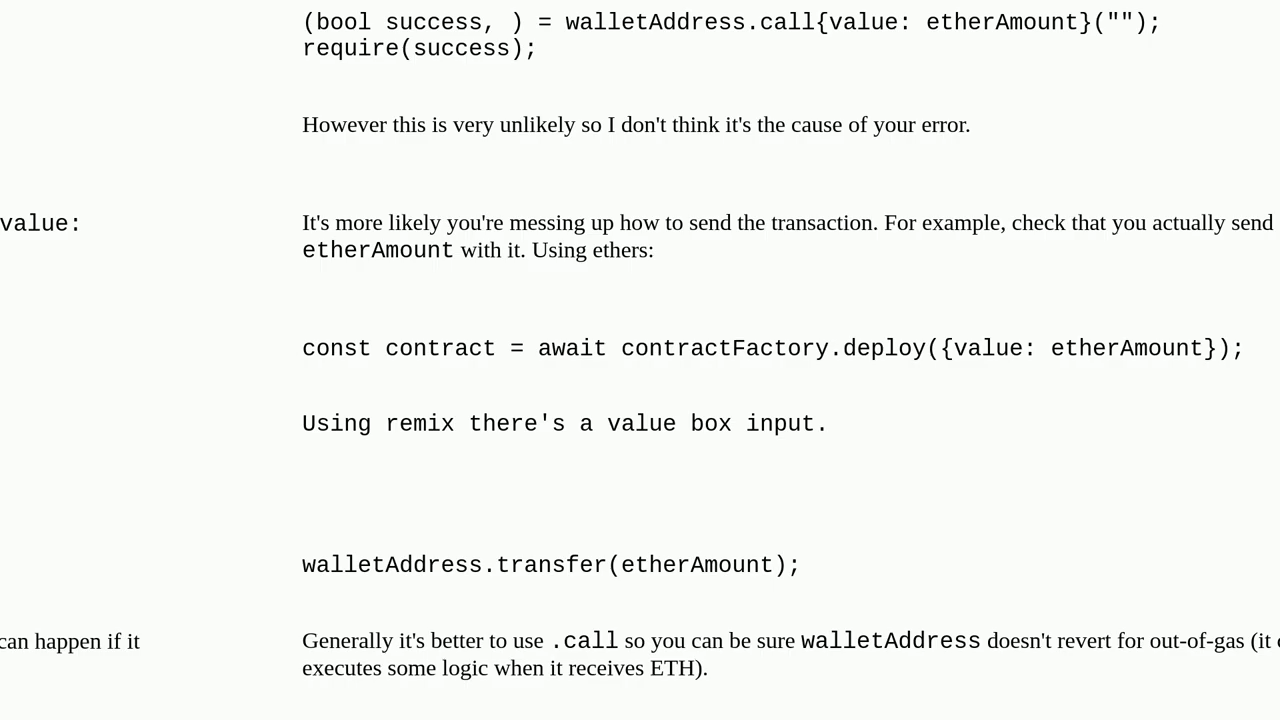 (bool success, ) = walletAddress.call{value: etherAmount}("");
require(success);
However this is very unlikely so I don't think it's the cause of your error.
value:
It's more likely you're messing up how to send the transaction. For example, check that you actually send
etherAmount with it. Using ethers:
const contract = await contractFactory.deploy({value: etherAmount});
Using remix there's a value box input.
walletAddress.transfer(etherAmount);
can happen if it
Generally it's better to use .call so you can be sure walletAddress doesn't revert for out-of-gas (it
executes some logic when it receives ETH).